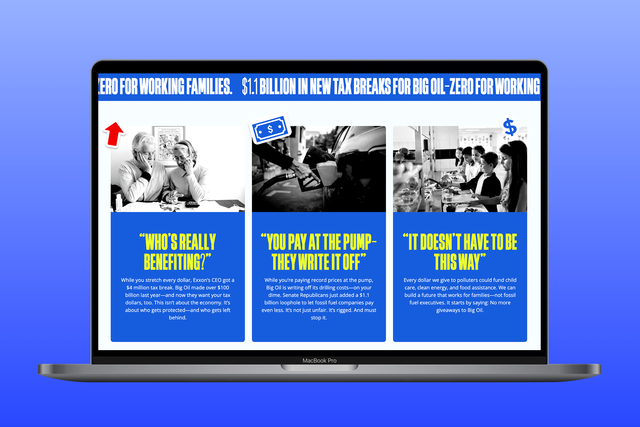 ZERO FOR WORKING FAMILIES. $1.1 BILLION IN NEW TAX BREAKS FOR BIG OIL–ZERO FOR WORKING
"WHO'S REALLY
BENEFITING?"
While you stretch every dollar, Exxon's CEO got a
$4 million tax break. Big Oil made over $100
billion last year—and now they want your tax
dollars, too. This isn't about the economy. It's
about who gets protected—and who gets left
behind.
"YOU PAY AT THE PUMP–
THEY WRITE IT OFF"
While you're paying record prices at the pump,
Big Oil is writing off its drilling costs—on your
dime. Senate Republicans just added a $1.1
billion loophole to let fossil fuel companies pay
even less. It's not just unfair. It's rigged. And must
stop it.
"IT DOESN'T HAVE TO BE
THIS WAY"
Every dollar we give to polluters could fund child
care, clean energy, and food assistance. We can
build a future that works for families—not fossil
fuel executives. It starts by saying: No more
giveaways to Big Oil.
MacBook Pro